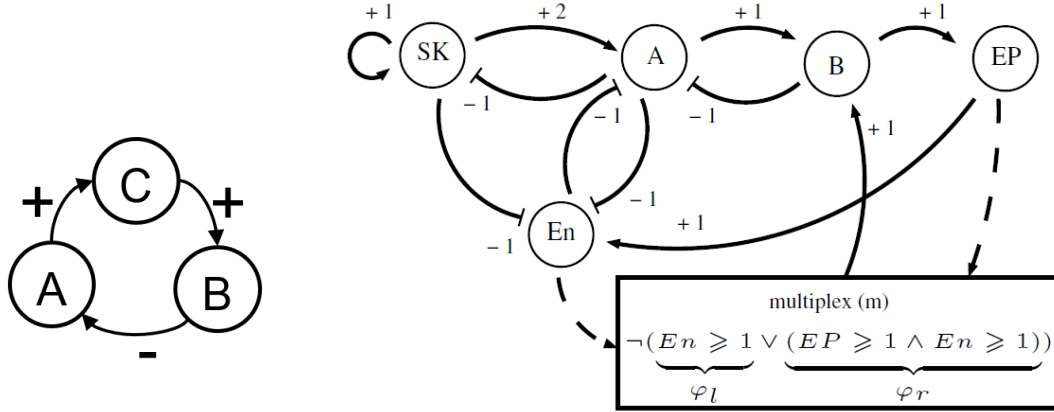 C
+
+
A
B
-
+ 1
+ 2
+ 1
+ 1
SK
A
B
EP
− 1
− 1
− 1
+ 1
− 1
En
− 1
+ 1
multiplex (m)
¬(En ⩾ 1 ∨ (EP ⩾ 1 ∧ En ⩾ 1))
φl
φr